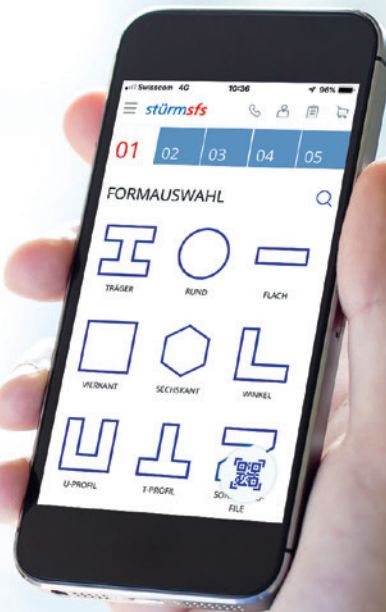 Swisscom 4G 10:36 96%
stürmsfs
01 02 03 04 05
FORMAUSWAHL
TRÄGER RUND FLACH
VIERKANT SECHSKANT WINKEL
U-PROFIL T-PROFIL
FILE